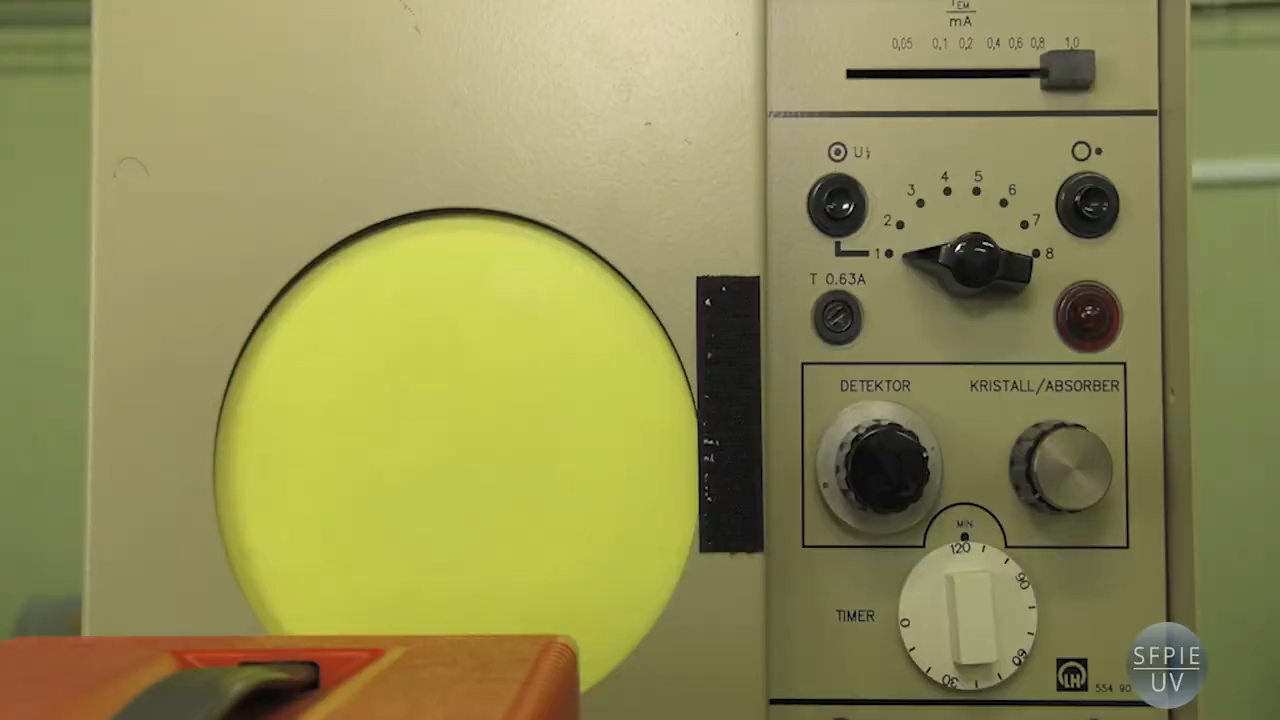 mA
0,05 0,1 0,2 0,4 0,6 0,8 1,0
1 2 3 4 5 6 7 8
T 0.63A
DETEKTOR
KRISTALL/ABSORBER
MIN
120
90
60
30
0
TIMER
LH
554 90
SFPIE
UV